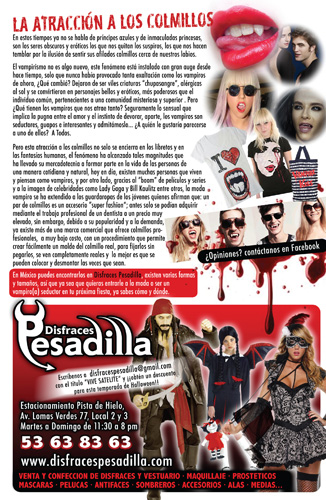 LA ATRACCIÓN A LOS COLMILLOS
En estos tiempos ya no se habla de príncipes azules y de inmaculadas princesas,
son los seres obscuros y eróticos los que nos quitan los suspiros, los que nos hacen
temblar por la ilusión de sentir sus afilados colmillos cerca de nuestros labios.
El vampirismo no es algo nuevo, este fenómeno está instalado con gran auge desde
hace tiempo, solo que nunca había provocado tanta exaltación como los vampiros
de ahora, ¿Qué cambió? Dejaron de ser viles criaturas "chupasangre", alérgicas
al sol y se convirtieron en personajes bellos y eróticos, más poderosos que el
individuo común, pertenecientes a una comunidad misteriosa y superior . Pero
¿Qué tienen los vampiros que nos atrae tanto? Seguramente lo sensual que
implica la pugna entre el amor y el instinto de devorar, aparte, los vampiros son
seductores, guapos e interesantes y admitámoslo... ¿A quién le gustaría parecerse
a uno de ellos? A Todos.
Pero esta atracción a los colmillos no solo se encierra en los libretos y en
las fantasías humanas, el fenómeno ha alcanzado tales magnitudes que
ha llevado su mercadotecnia a formar parte en la vida de las personas de
una manera cotidiana y natural, hoy en día, existen muchas personas que viven
y piensan como vampiros, y por otro lado, gracias al "boom" de películas y series
y a la imagen de celebridades como Lady Gaga y Bill Kaulitz entre otros, la moda
vampira se ha extendido a los guardaropes de los jóvenes quienes afirman que: un
par de colmillos es un accesorio "super fashion"; antes solo se podían adquirir
mediante el trabajo profesional de un dentista a un precio muy
elevado, sin embargo, debido a su popularidad y a la demanda,
ya existe más de una marca comercial que ofrece colmillos pro-
fesionales, a muy bajo costo, con un procedimiento que permite
crear fácilmente un molde del colmillo real, para fijarlos sin
pegarlos, se ven completamente reales y lo mejor es que se
pueden colocar y desmontar las veces que sean.
¿Opiniones? contáctanos en Facebook
En México puedes encontrarlos en Disfraces Pesadilla, existen varias formas
y tamaños, así que ya sea que quieras entrarle a la moda o ser un
vampiro(a) seductor en tu próxima fiesta, ya sabes cómo y dónde.
Disfraces
Pesadilla
Escríbenos a disfracespesadilla@gmail.com
con el título "VIVE SATELITE" y ¡¡obtén un descuento
para esta temporada de Halloween!!
Estacionamiento Pista de Hielo,
Av. Lomas Verdes 77, Local 2 y 3
Martes a Domingo de 11:30 a 8 pm
53 63 83 63
www.disfracespesadilla.com
VENTA Y CONFECCION DE DISFRACES Y VESTUARIO - MAQUILLAJE - PROSTETICOS
MASCARAS - PELUCAS - ANTIFACES - SOMBREROS - ACCESORIOS - ALAS - MEDIAS...